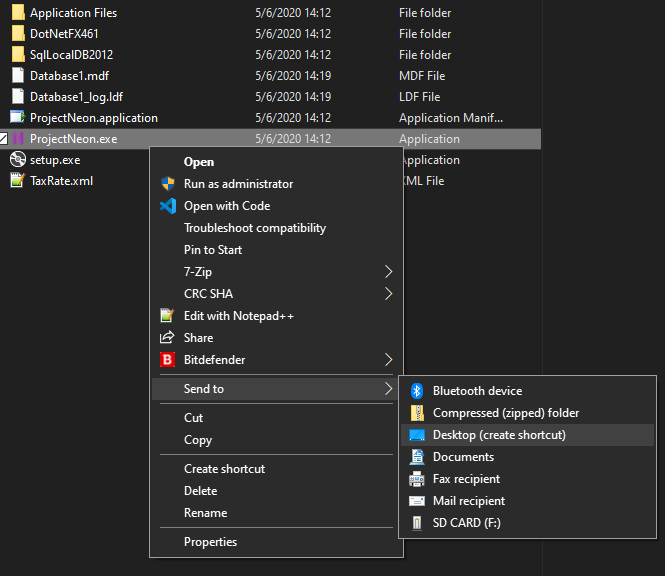 Application Files 5/6/2020 14:12 File folder
DotNetFX461 5/6/2020 14:12 File folder
SqlLocalDB2012 5/6/2020 14:12 File folder
Database1.mdf 5/6/2020 14:19 MDF File
Database1_log.ldf 5/6/2020 14:19 LDF File
ProjectNeon.application 5/6/2020 14:12 Application Manif...
ProjectNeon.exe 5/6/2020 14:12 Application
setup.exe Application
TaxRate.xml XML File
Open
Run as administrator
Open with Code
Troubleshoot compatibility
Pin to Start
7-Zip
CRC SHA
Edit with Notepad++
Share
B Bitdefender
Send to
Cut
Copy
Create shortcut
Delete
Rename
Properties
Bluetooth device
Compressed (zipped) folder
Desktop (create shortcut)
Documents
Fax recipient
Mail recipient
SD CARD (F:)